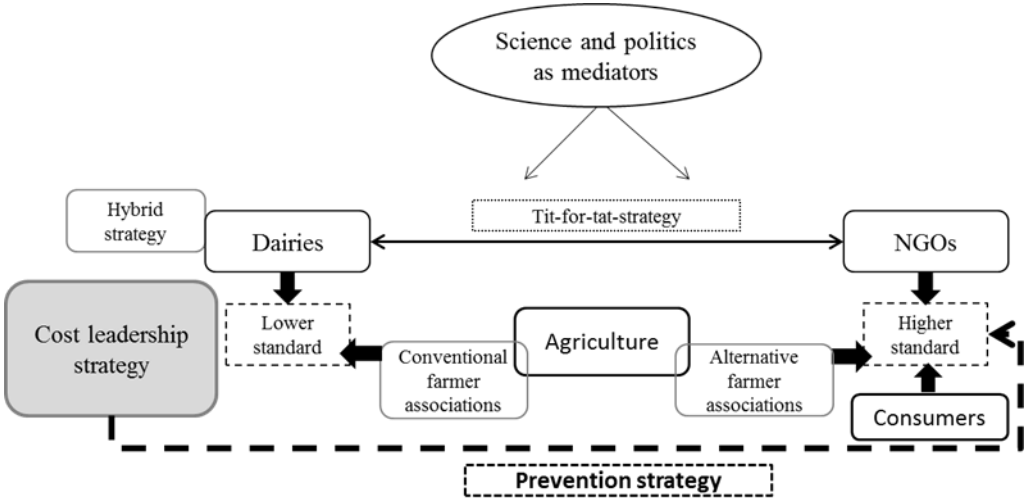 Science and politics
as mediators
Tit-for-tat-strategy
Hybrid
strategy
Dairies
NGOs
Cost leadership
strategy
Lower
standard
Agriculture
Higher
standard
Conventional
farmer
associations
Alternative
farmer
associations
Consumers
Prevention strategy